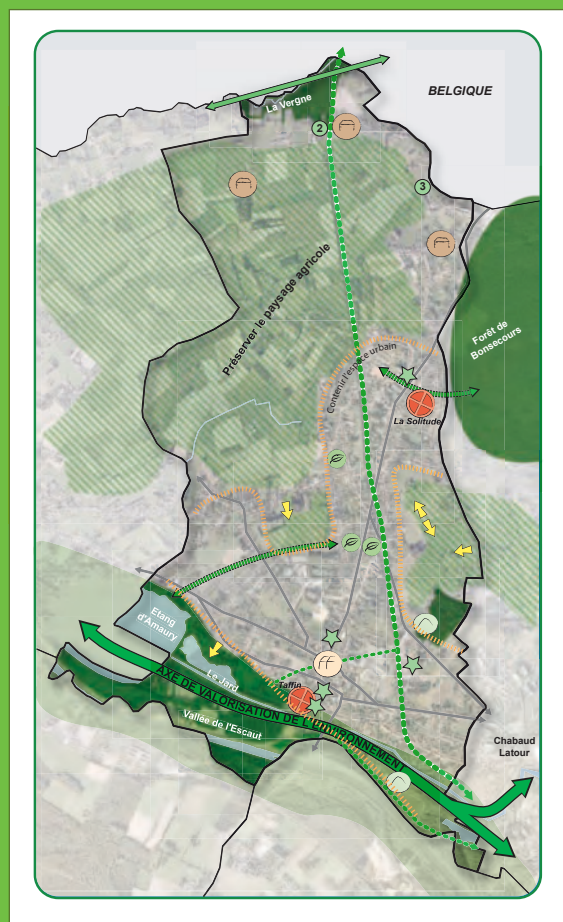 BELGIQUE
La Vergne
2
3
Préserver le paysage agricole
Forêt de
Bonsecours
Contenir l'espace urbain
La Solitude
Etang
d'Amaury
Le Jard
Taffin
AXE DE VALORISATION DE L'ENVIRONNEMENT
Vallée de l'Escaut
Chabaud
Latour